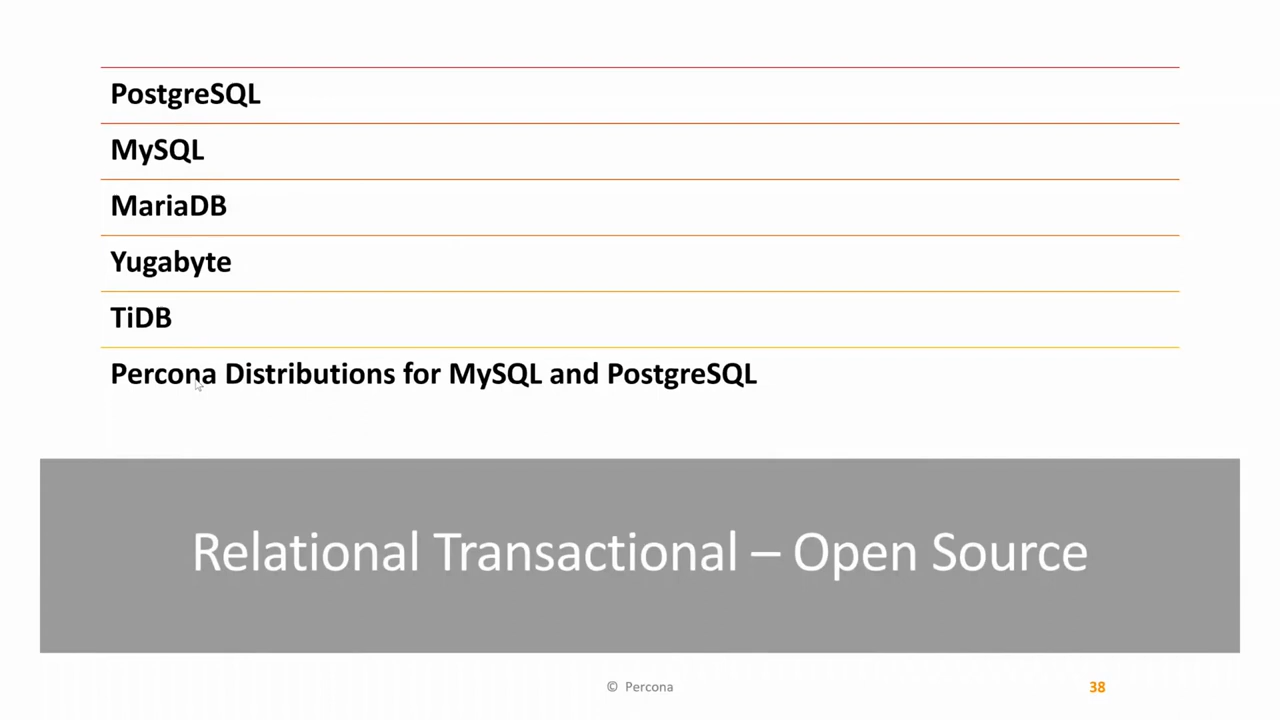 PostgreSQL
MySQL
MariaDB
Yugabyte
TiDB
Percona Distributions for MySQL and PostgreSQL
Relational Transactional – Open Source
© Percona
38